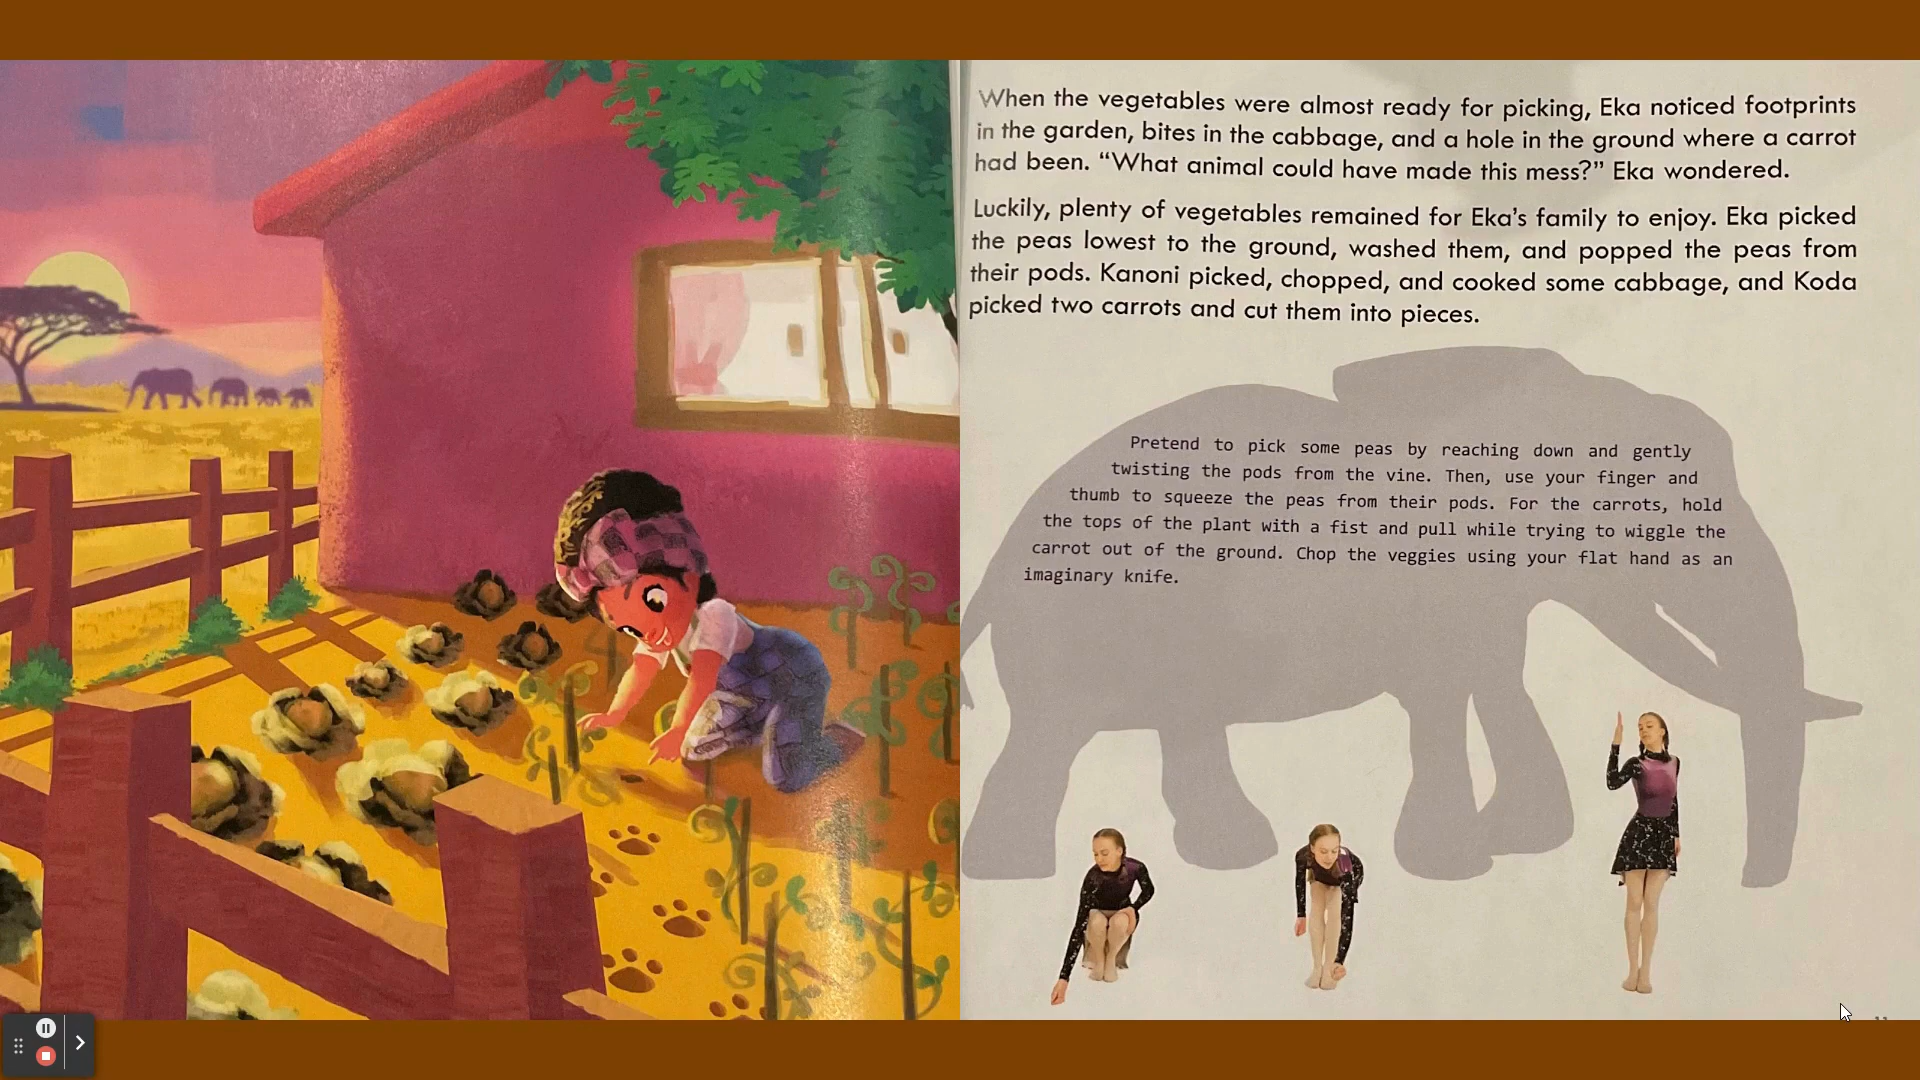 When the vegetables were almost ready for picking, Eka noticed footprints
in the garden, bites in the cabbage, and a hole in the ground where a carrot
had been. “What animal could have made this mess?” Eka wondered.
Luckily, plenty of vegetables remained for Eka’s family to enjoy. Eka picked
the peas lowest to the ground, washed them, and popped the peas from
their pods. Kanoni picked, chopped, and cooked some cabbage, and Koda
picked two carrots and cut them into pieces.
Pretend to pick some peas by reaching down and gently
twisting the pods from the vine. Then, use your finger and
thumb to squeeze the peas from their pods. For the carrots, hold
the tops of the plant with a fist and pull while trying to wiggle the
carrot out of the ground. Chop the veggies using your flat hand as an
imaginary knife.